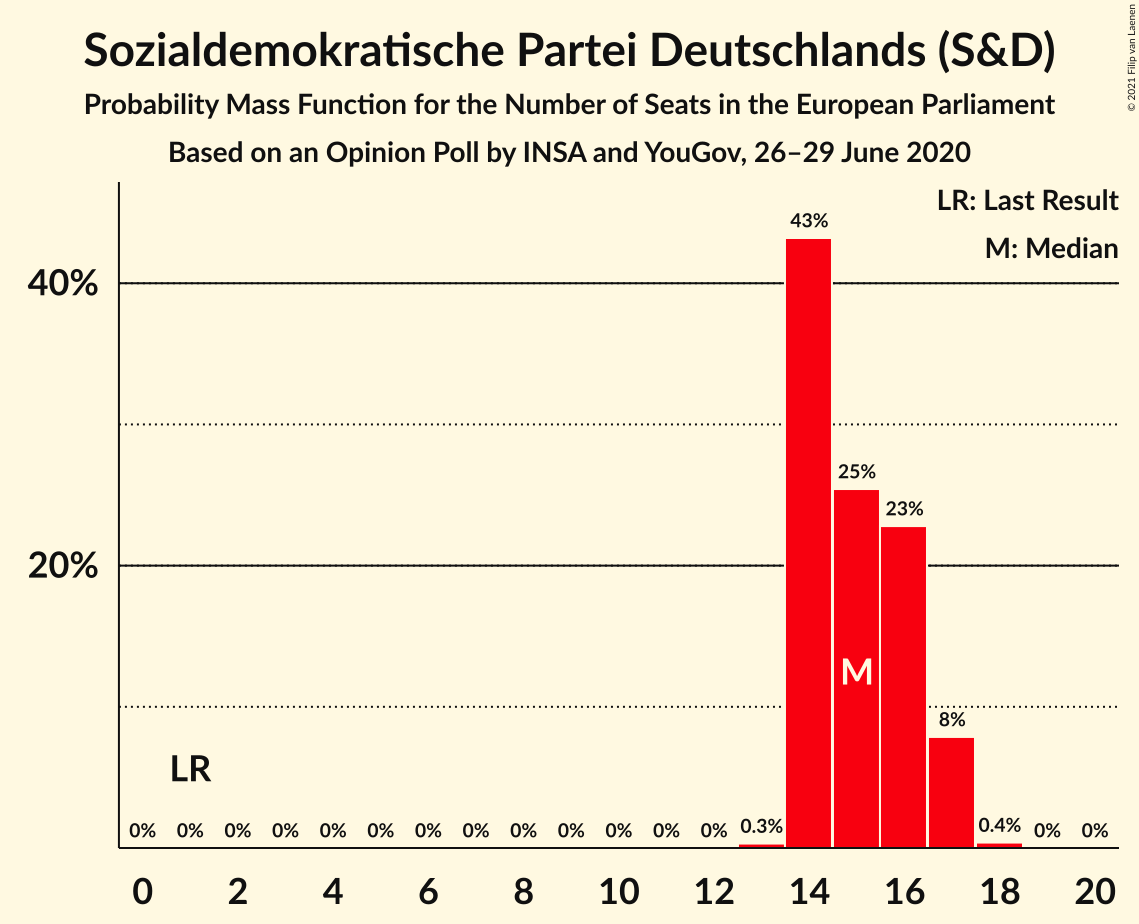 Sozialdemokratische Partei Deutschlands (S&D)
Probability Mass Function for the Number of Seats in the European Parliament
Based on an Opinion Poll by INSA and YouGov, 26–29 June 2020
© 2021 Filip van Laenen
LR: Last Result
M: Median
43%
40%
25%
23%
20%
M
8%
LR
0% 0% 0% 0% 0% 0% 0% 0% 0% 0% 0% 0% 0% 0.3% 0.4% 0% 0%
0 2 4 6 8 10 12 14 16 18 20